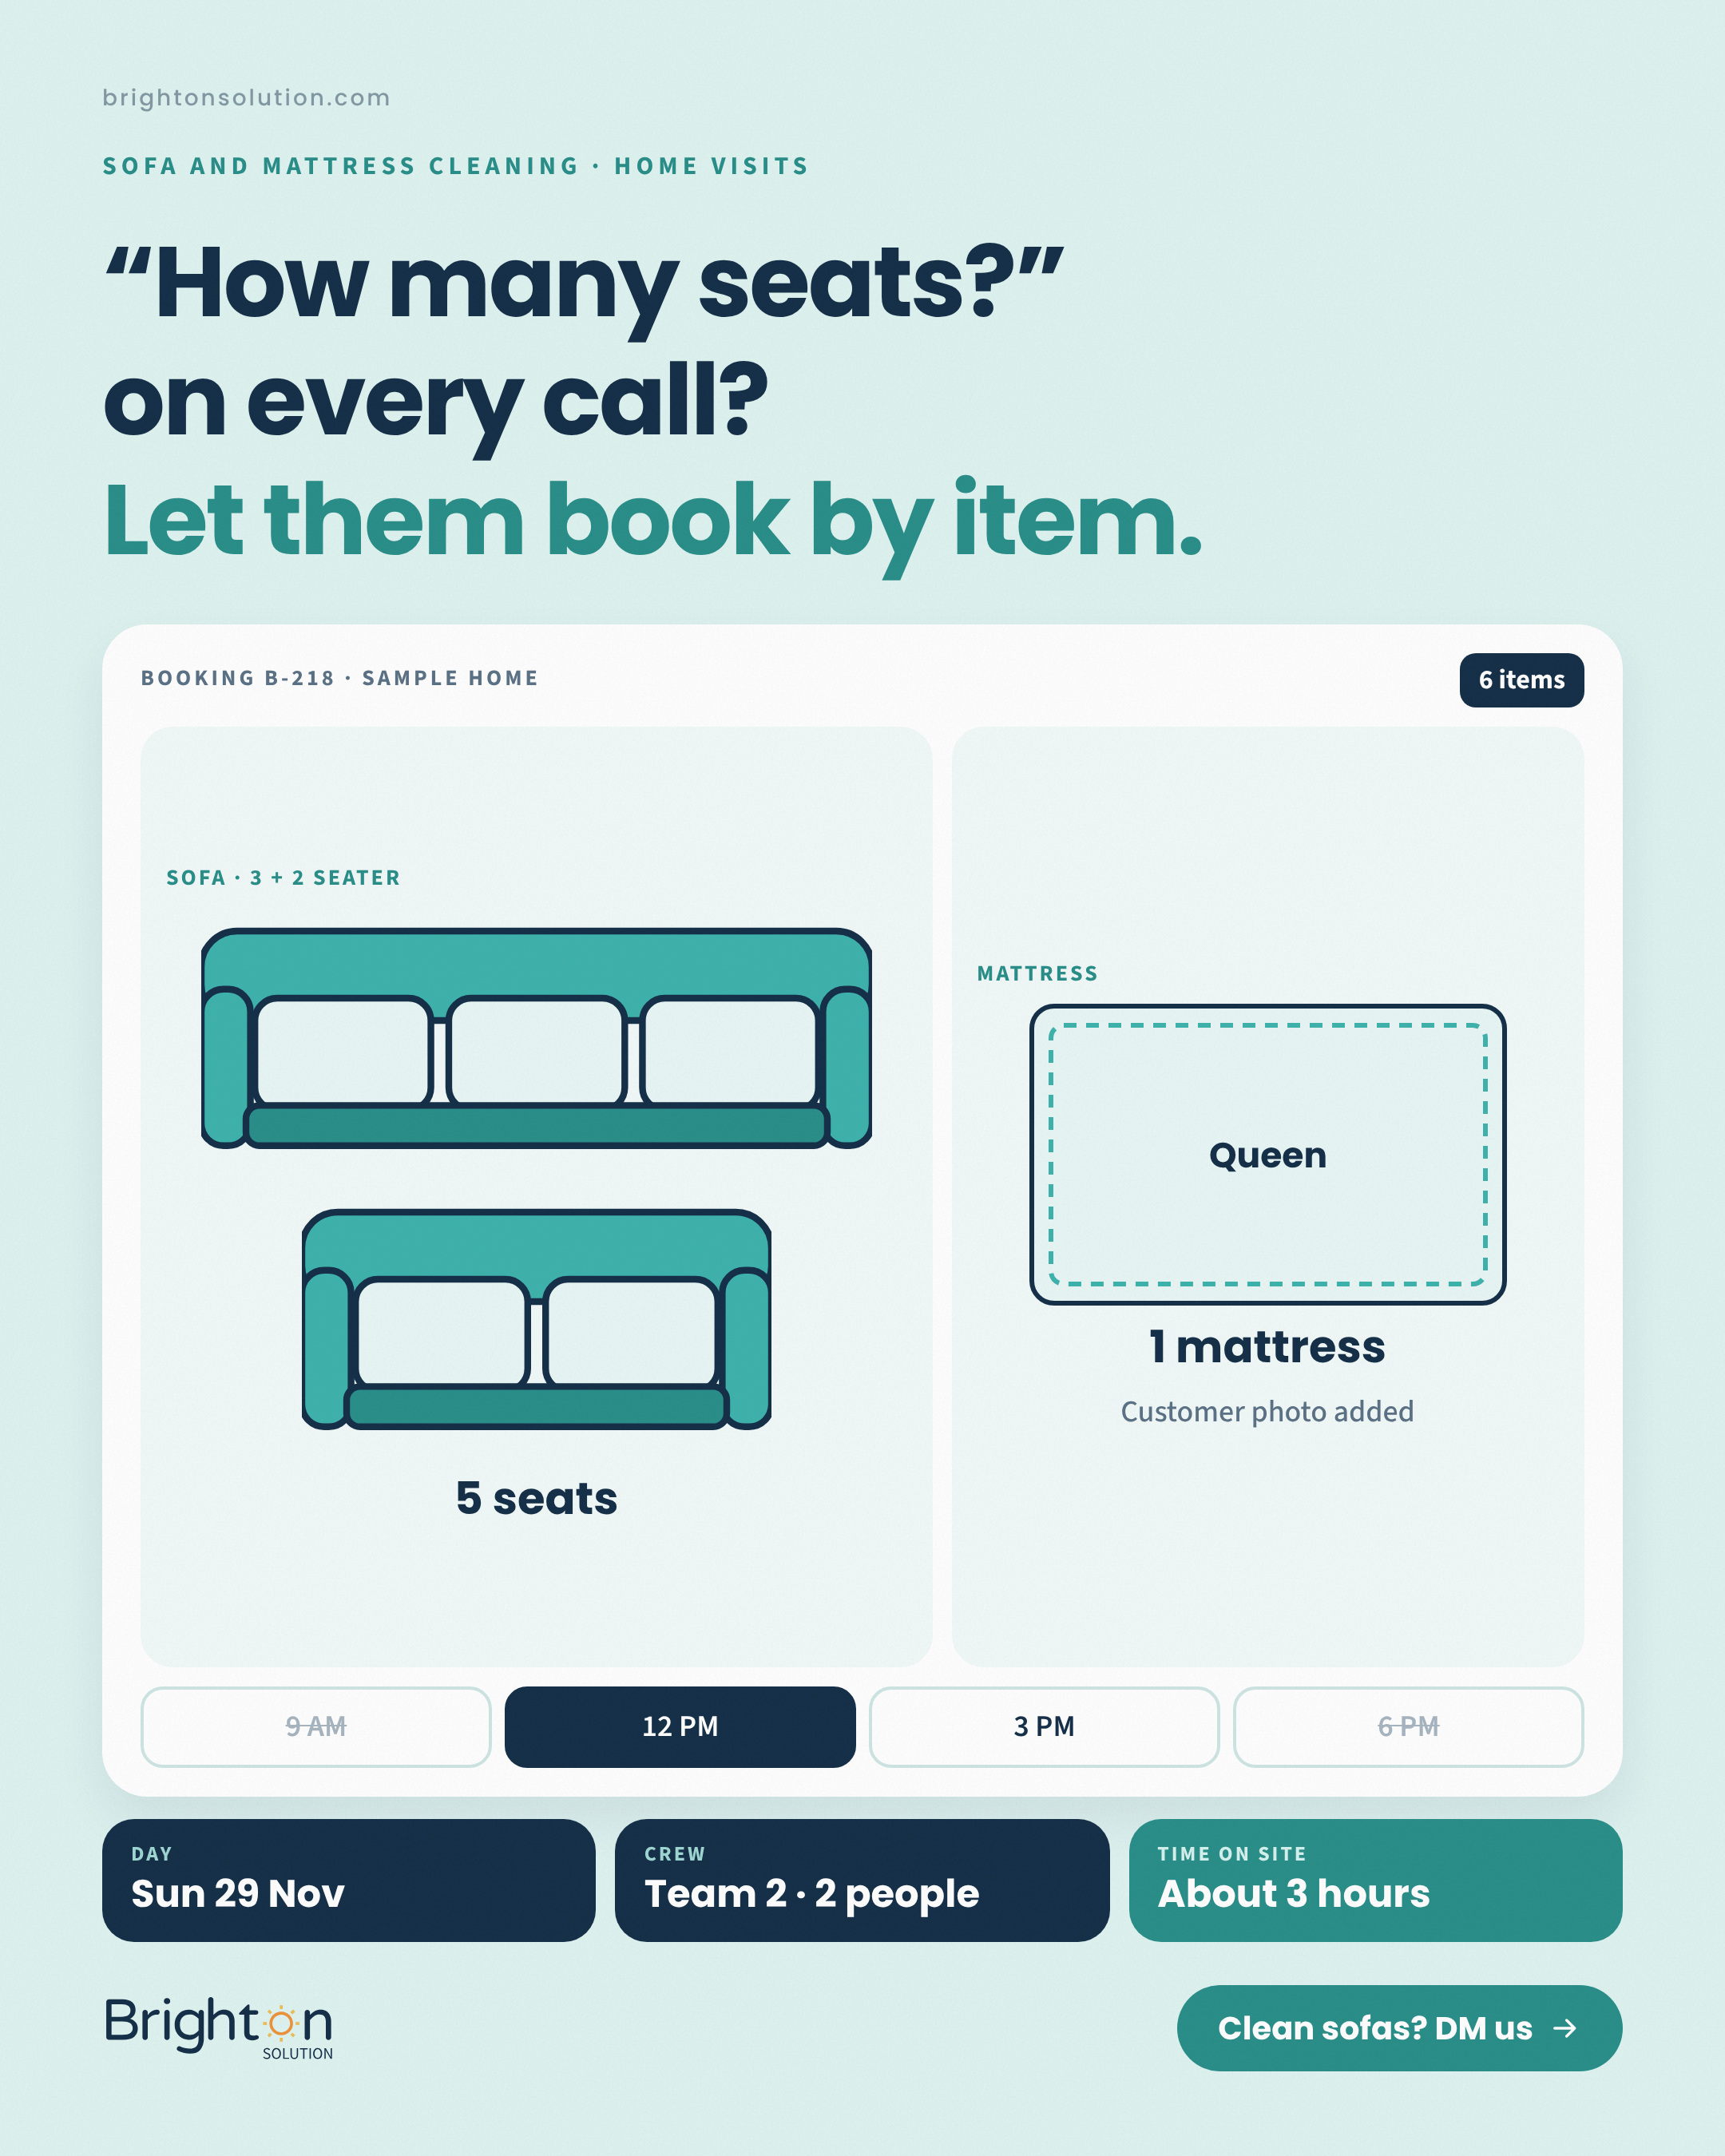 brightonsolution.com
SOFA AND MATTRESS CLEANING · HOME VISITS
“How many seats?”
on every call?
Let them book by item.
BOOKING B-218 · SAMPLE HOME
6 items
SOFA · 3 + 2 SEATER
5 seats
MATTRESS
Queen
1 mattress
Customer photo added
9 AM
12 PM
3 PM
6 PM
DAY
Sun 29 Nov
CREW
Team 2 · 2 people
TIME ON SITE
About 3 hours
Brighton
SOLUTION
Clean sofas? DM us →